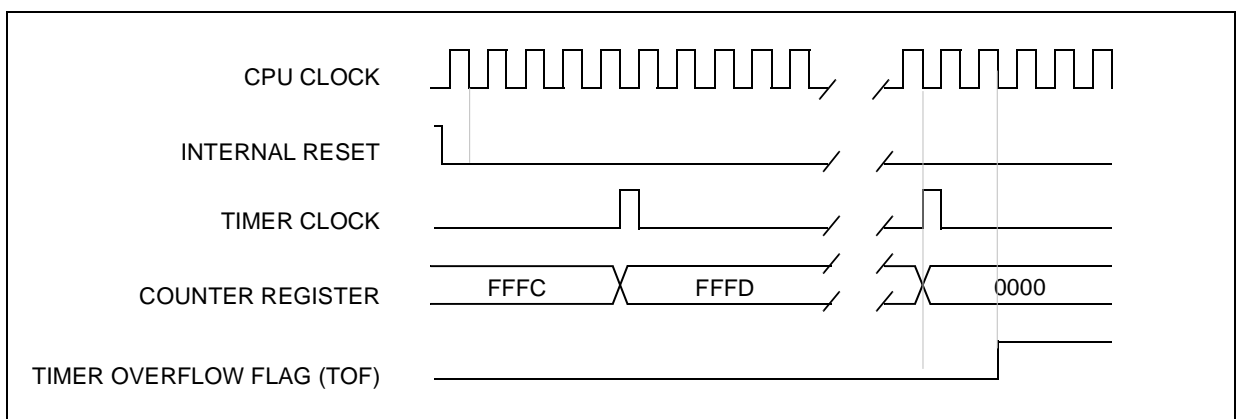 CPU CLOCK
INTERNAL RESET
TIMER CLOCK
COUNTER REGISTER
FFFC
FFFD
0000
TIMER OVERFLOW FLAG (TOF)